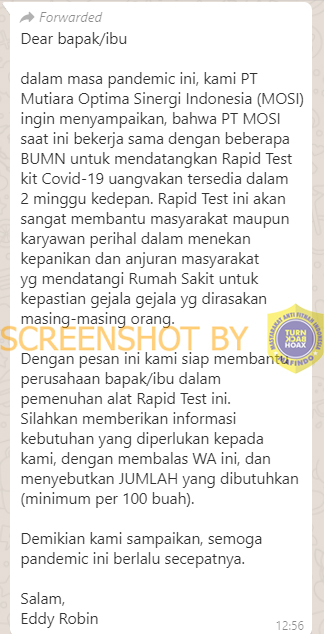 Forwarded
Dear bapak/ibu
dalam masa pandemic ini, kami PT
Mutiara Optima Sinergi Indonesia (MOSI)
ingin menyampaikan, bahwa PT MOSI
saat ini bekerja sama dengan beberapa
BUMN untuk mendatangkan Rapid Test
kit Covid-19 uangvakan tersedia dalam
2 minggu kedepan. Rapid Test ini akan
sangat membantu masyarakat maupun
karyawan perihal dalam menekan
kepanikan dan anjuran masyarakat
yg mendatangi Rumah Sakit untuk
kepastian gejala gejala yg dirasakan
masing-masing orang.
SCREENSHOT BY
MASYARAKAT ANTI FITNAH INDONESIA
TURN
BACK
HOAX
MAFINDO
Dengan pesan ini kami siap membantu
perusahaan bapak/ibu dalam
pemenuhan alat Rapid Test ini.
Silahkan memberikan informasi
kebutuhan yang diperlukan kepada
kami, dengan membalas WA ini, dan
menyebutkan JUMLAH yang dibutuhkan
(minimum per 100 buah).
Demikian kami sampaikan, semoga
pandemic ini berlalu secepatnya.
Salam,
Eddy Robin
12:56